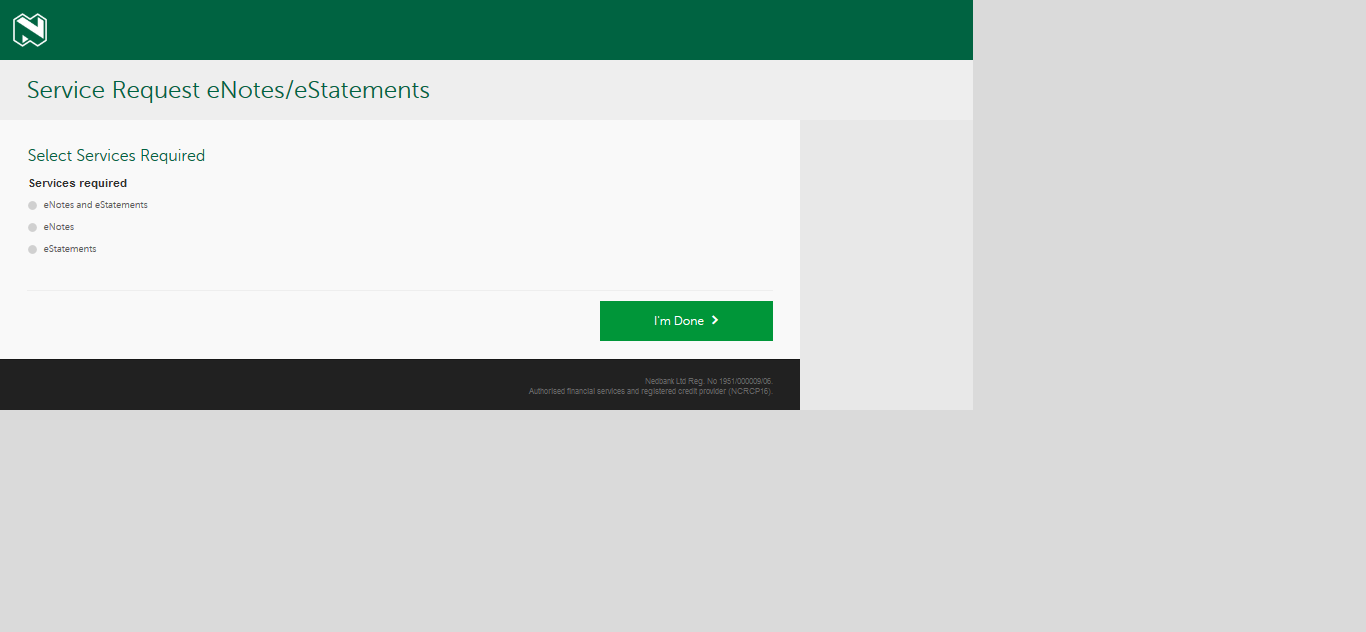 Service Request eNotes/eStatements
Select Services Required
Services required
eNotes and eStatements
eNotes
eStatements
I'm Done
Nedbank Ltd Reg. No 1951/000009/06.
Authorised financial services and registered credit provider (NCRCP16).